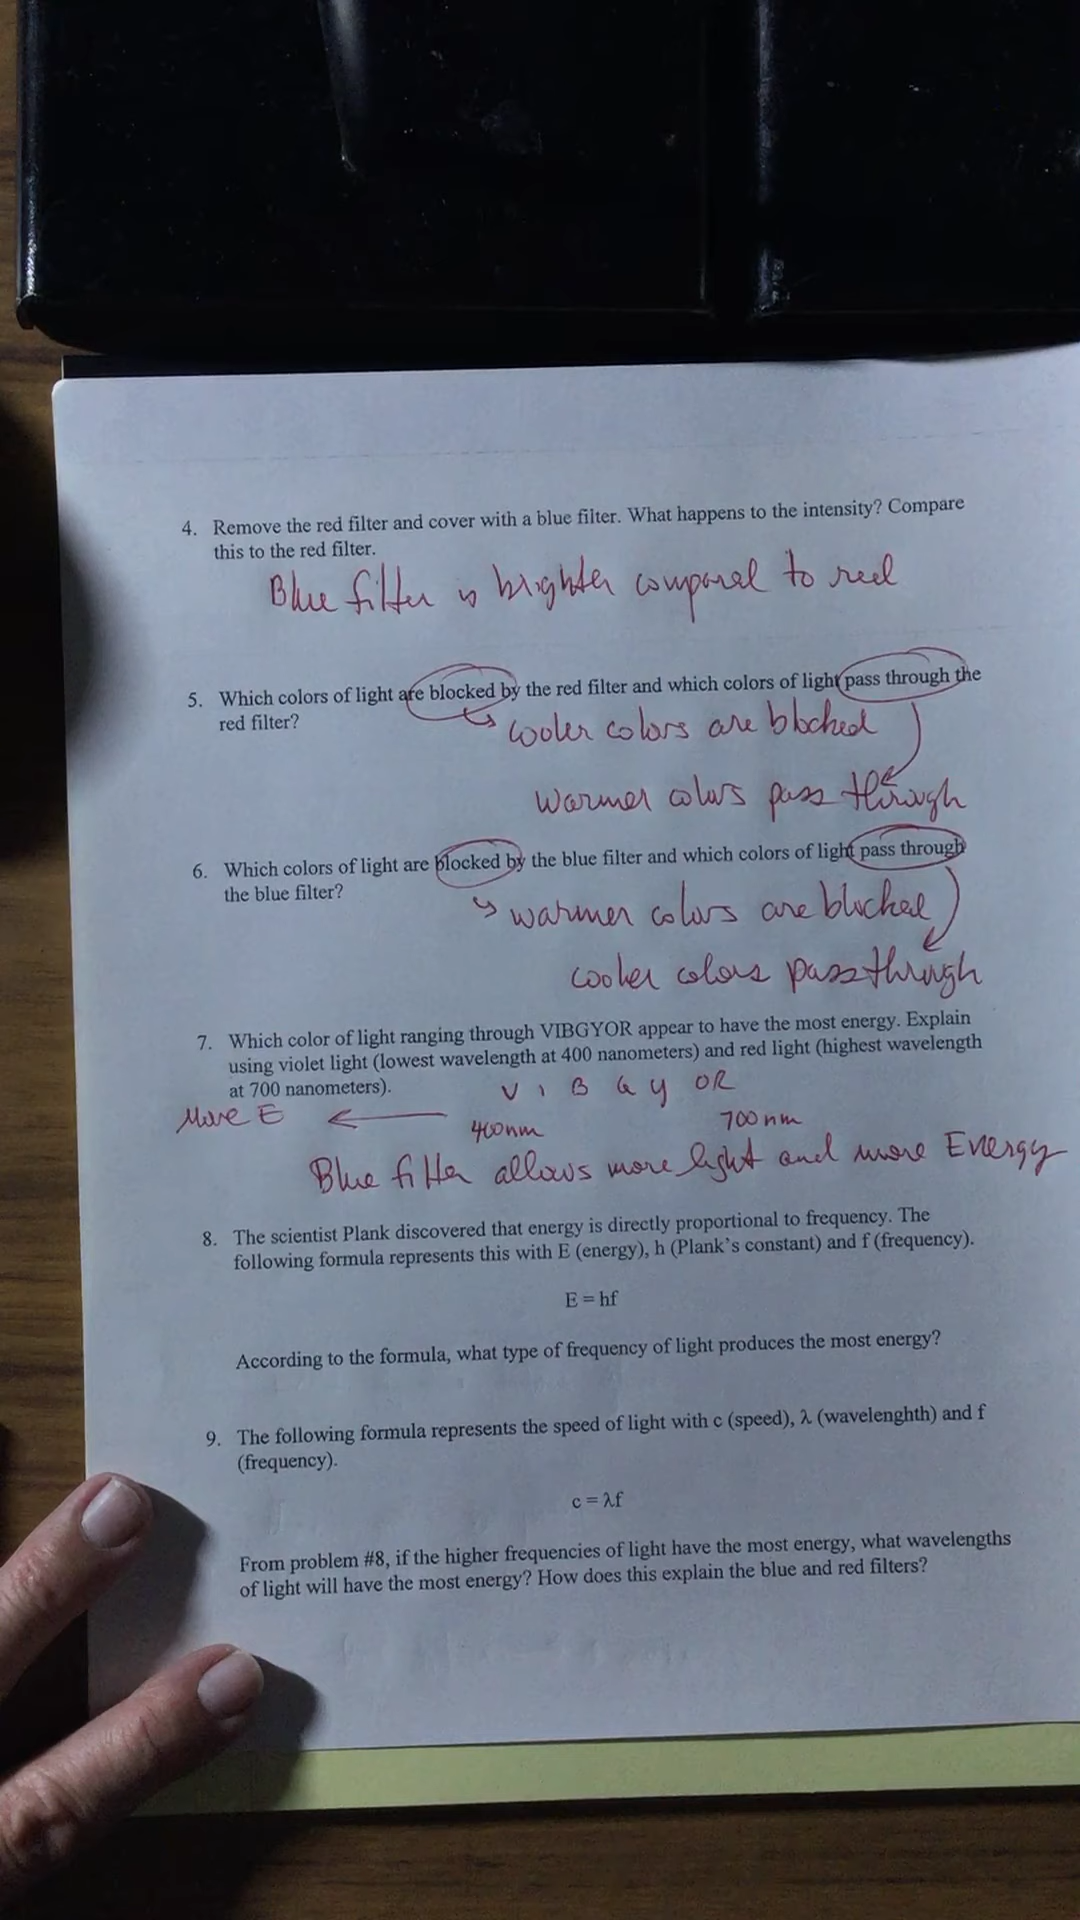 4. Remove the red filter and cover with a blue filter. What happens to the intensity? Compare
this to the red filter.
Blue filter is brighter compared to red
5. Which colors of light are blocked by the red filter and which colors of light pass through the
red filter?
cooler colors are blocked
warmer colors pass through
6. Which colors of light are blocked by the blue filter and which colors of light pass through
the blue filter?
warmer colors are blocked
cooler colors pass through
7. Which color of light ranging through VIBGYOR appear to have the most energy. Explain
using violet light (lowest wavelength at 400 nanometers) and red light (highest wavelength
at 700 nanometers).
V I B G Y OR
More E
400nm
700nm
Blue filter allows more light and more Energy
8. The scientist Plank discovered that energy is directly proportional to frequency. The
following formula represents this with E (energy), h (Plank's constant) and f (frequency).
E = hf
According to the formula, what type of frequency of light produces the most energy?
9. The following formula represents the speed of light with c (speed), λ (wavelenghth) and f
(frequency).
c = λf
From problem #8, if the higher frequencies of light have the most energy, what wavelengths
of light will have the most energy? How does this explain the blue and red filters?